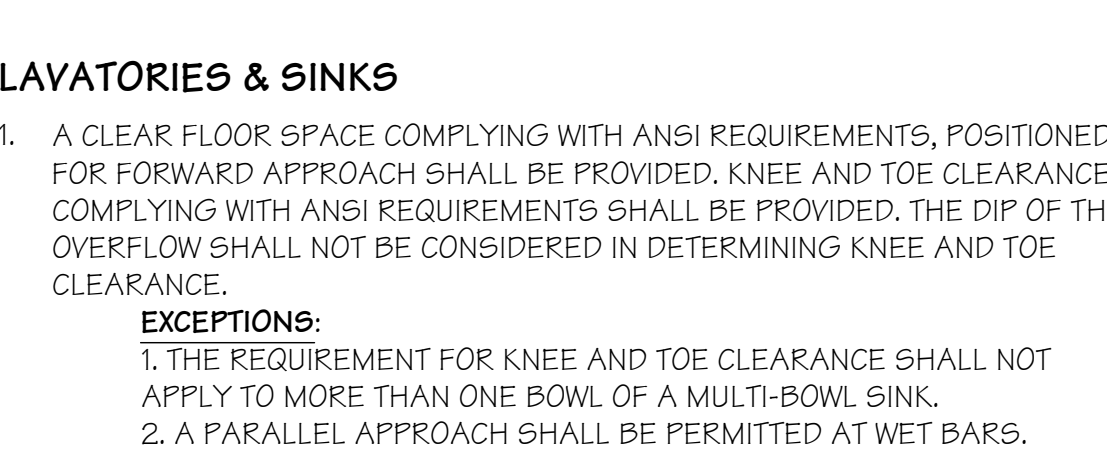 LAVATORIES & SINKS
1. A CLEAR FLOOR SPACE COMPLYING WITH ANSI REQUIREMENTS, POSITIONED
FOR FORWARD APPROACH SHALL BE PROVIDED. KNEE AND TOE CLEARANCE
COMPLYING WITH ANSI REQUIREMENTS SHALL BE PROVIDED. THE DIP OF TH
OVERFLOW SHALL NOT BE CONSIDERED IN DETERMINING KNEE AND TOE
CLEARANCE.
EXCEPTIONS:
1. THE REQUIREMENT FOR KNEE AND TOE CLEARANCE SHALL NOT
APPLY TO MORE THAN ONE BOWL OF A MULTI-BOWL SINK.
2. A PARALLEL APPROACH SHALL BE PERMITTED AT WET BARS.